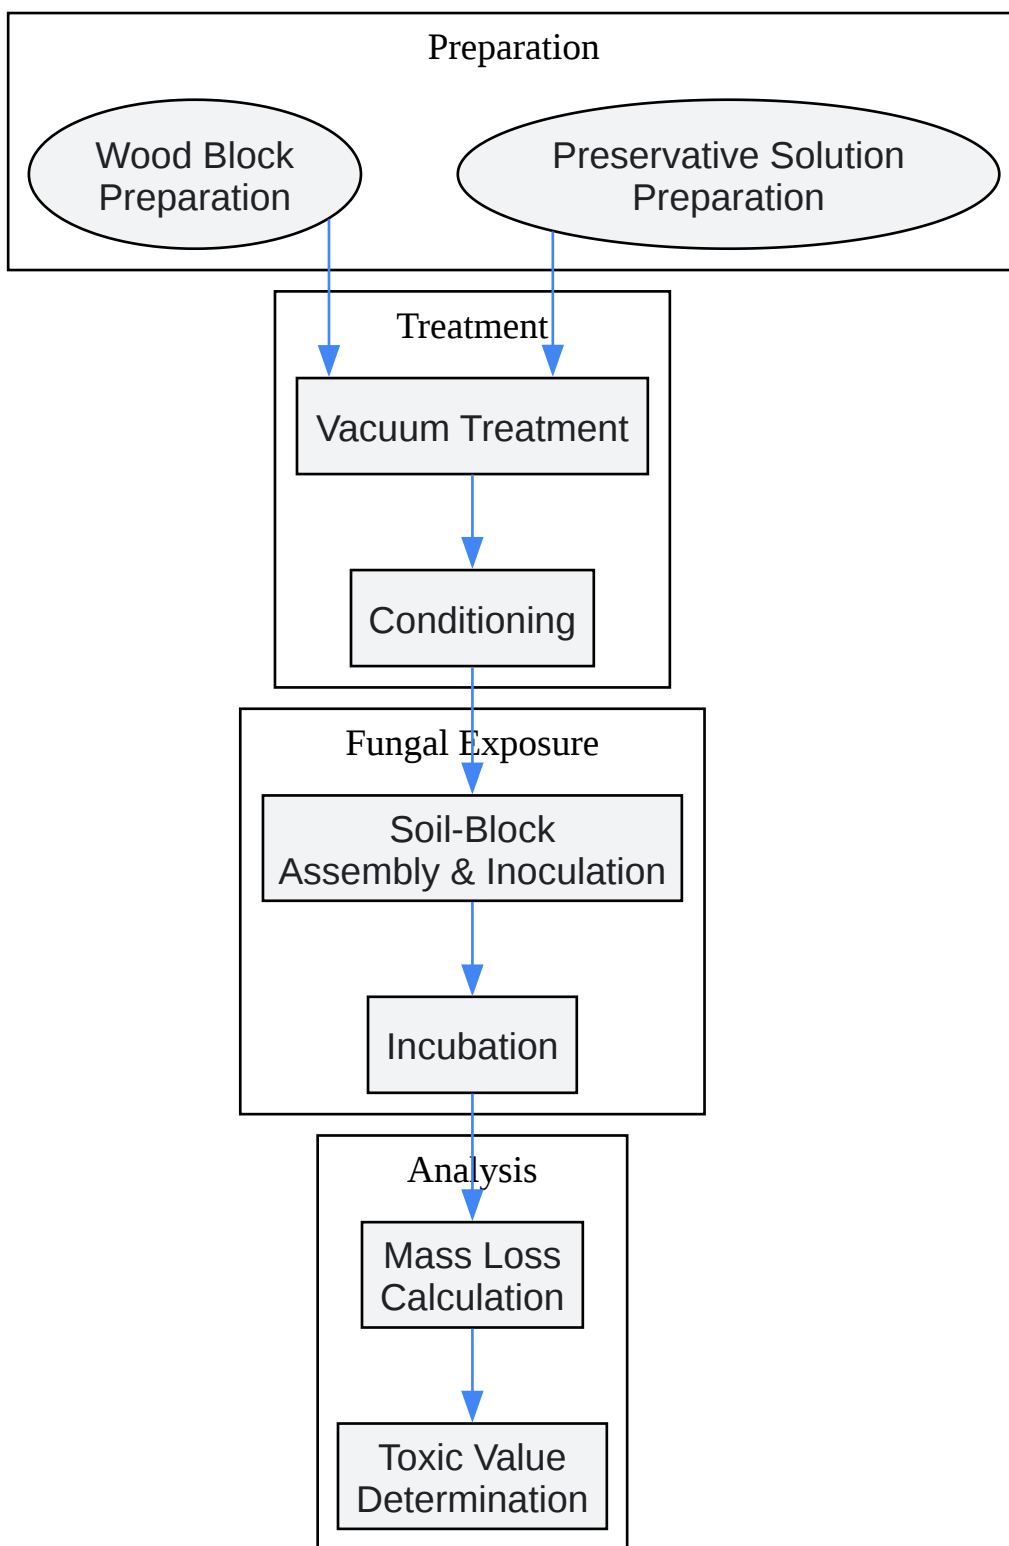 Preparation
Wood Block
Preparation
Preservative Solution
Preparation
Treatment
Vacuum Treatment
Conditioning
Fungal Exposure
Soil-Block
Assembly & Inoculation
Incubation
Analysis
Mass Loss
Calculation
Toxic Value
Determination